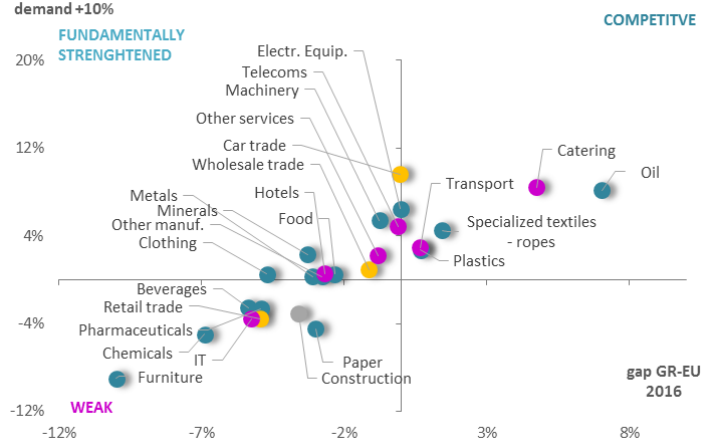 demand +10%
COMPETITVE
FUNDAMENTALLY
STRENGHTENED
20%
Electr. Equip.
Telecoms
Machinery
12%
Other services
Car trade
Wholesale trade
Catering
Oil
Transport
Metals
Hotels
Minerals
Food
Other manuf.
Specialized textiles
- ropes
4%
Clothing
Plastics
Beverages
Retail trade
-4%
Pharmaceuticals
Chemicals
IT
Paper
Furniture
Construction
gap GR-EU
2016
WEAK
-12%
-12%
-7%
-2%
3%
8%